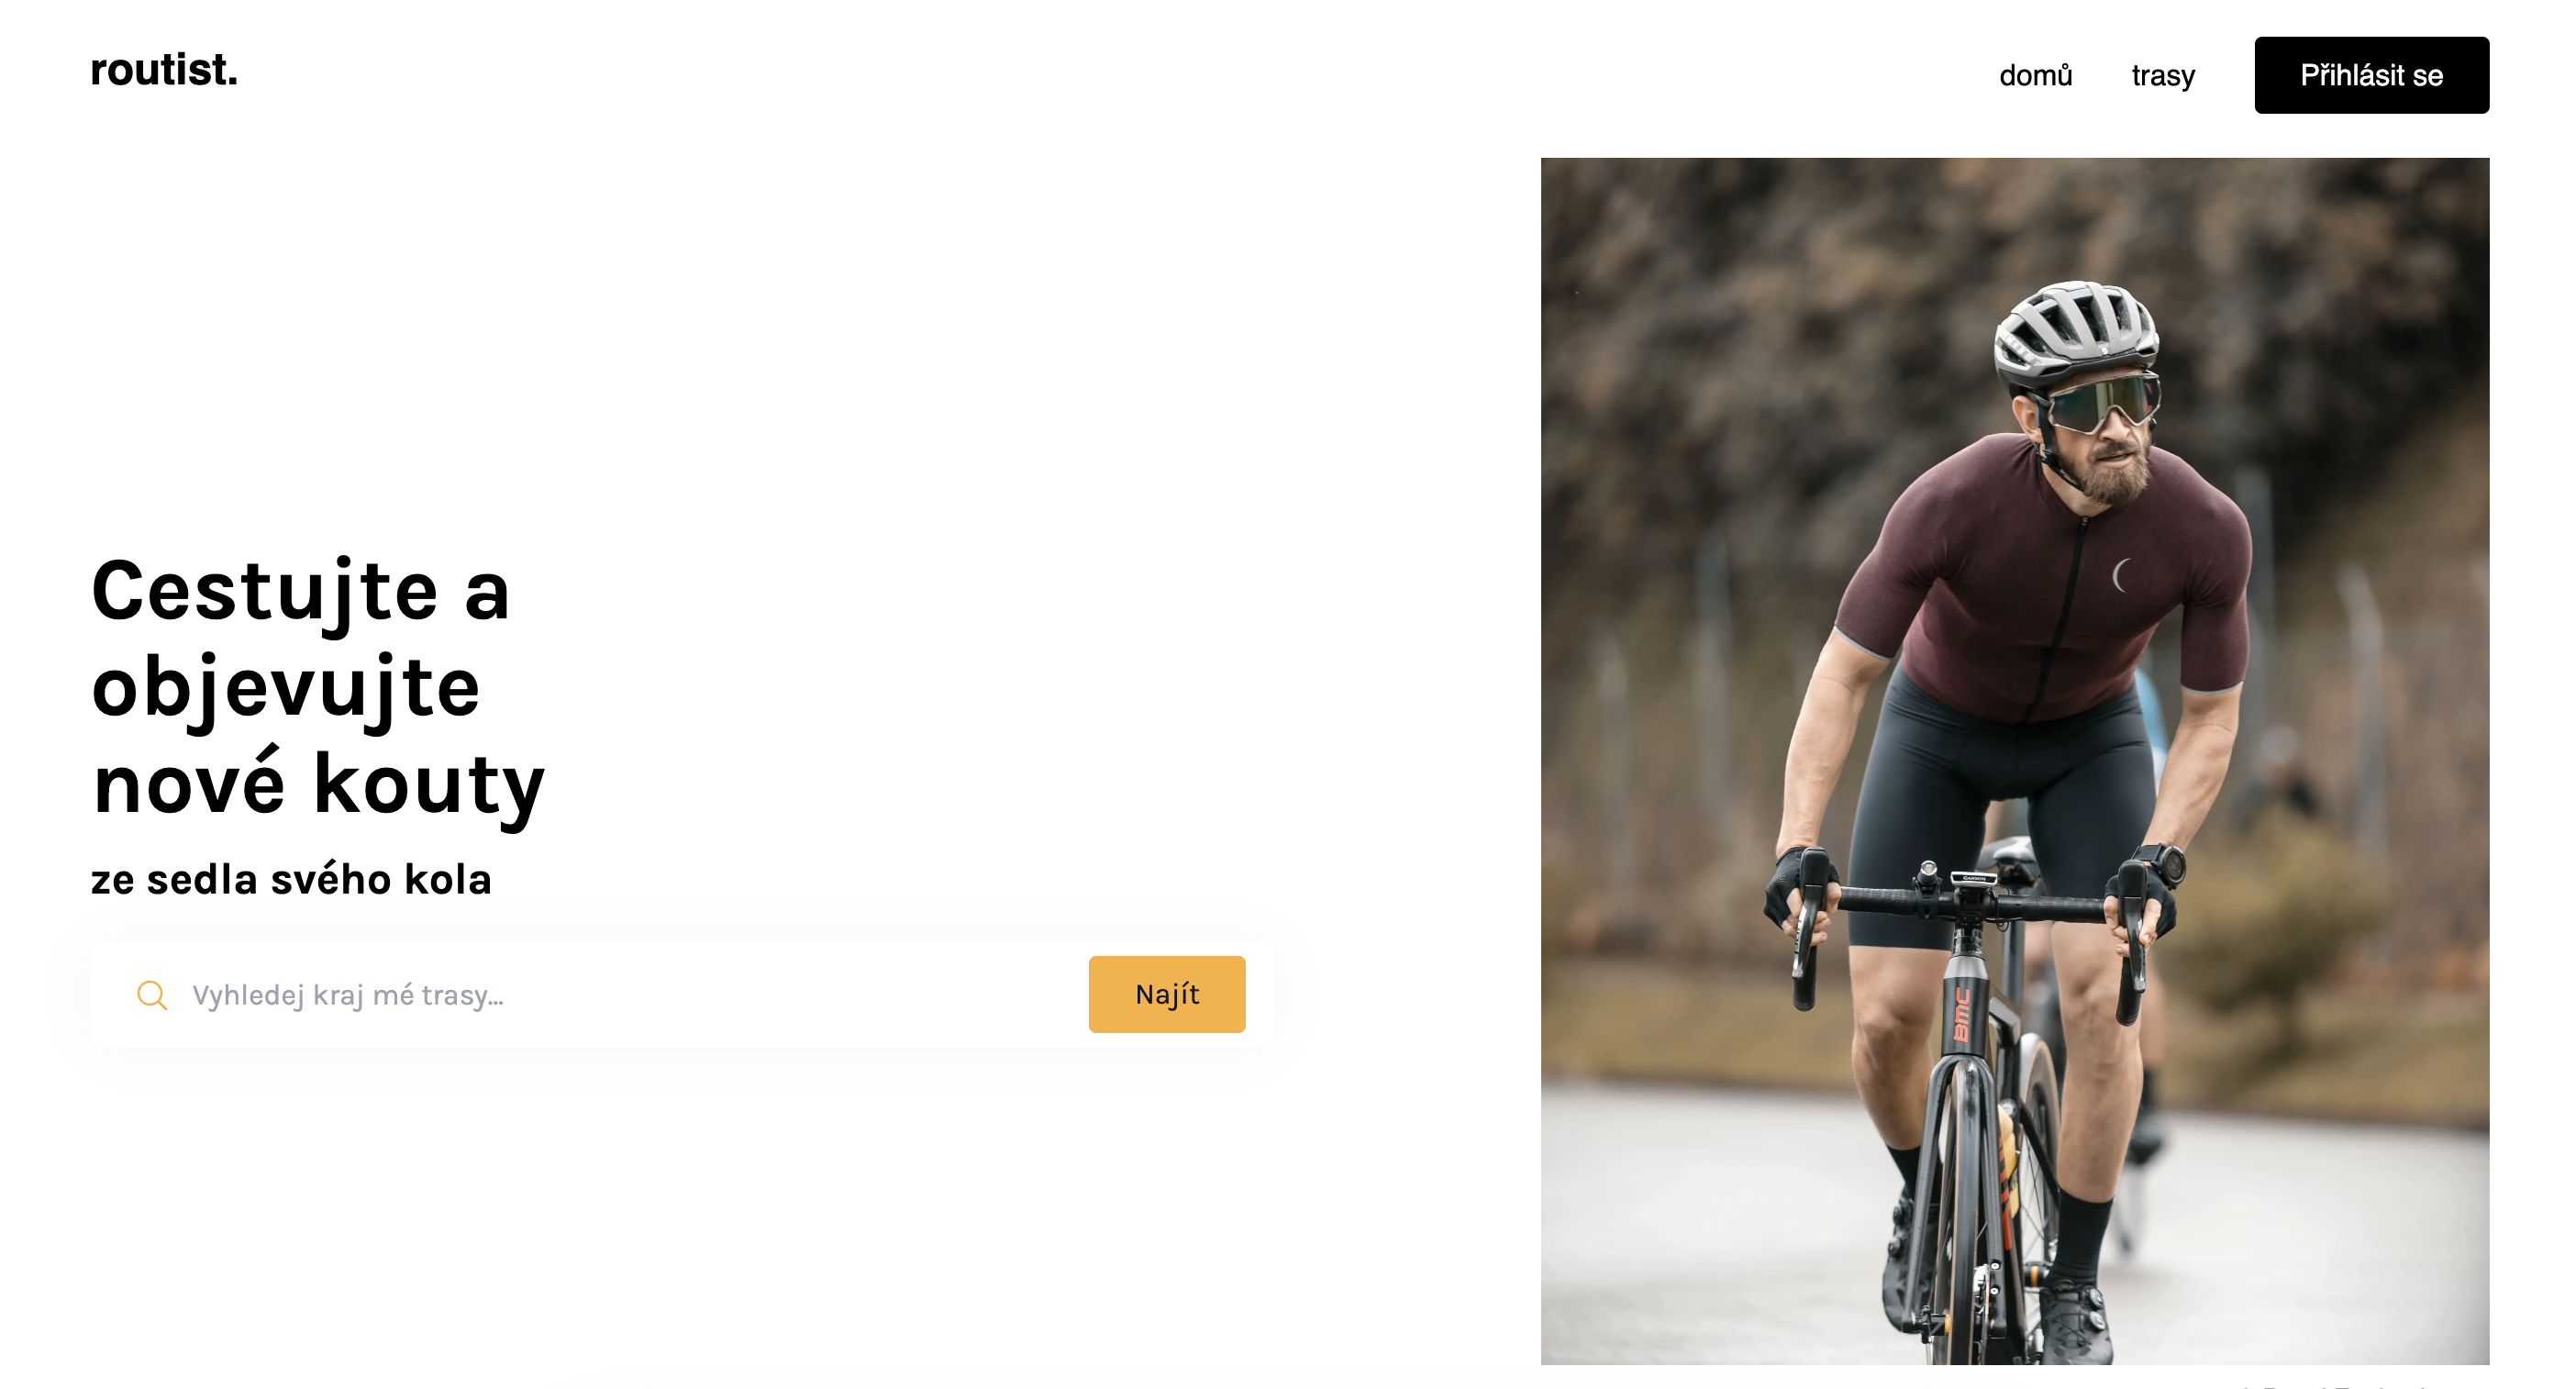 routist.
domů
trasy
Přihlásit se
Cestujte a
objevujte
nové kouty
ze sedla svého kola
Vyhledej kraj mé trasy...
Najít
GARMIN
BMC